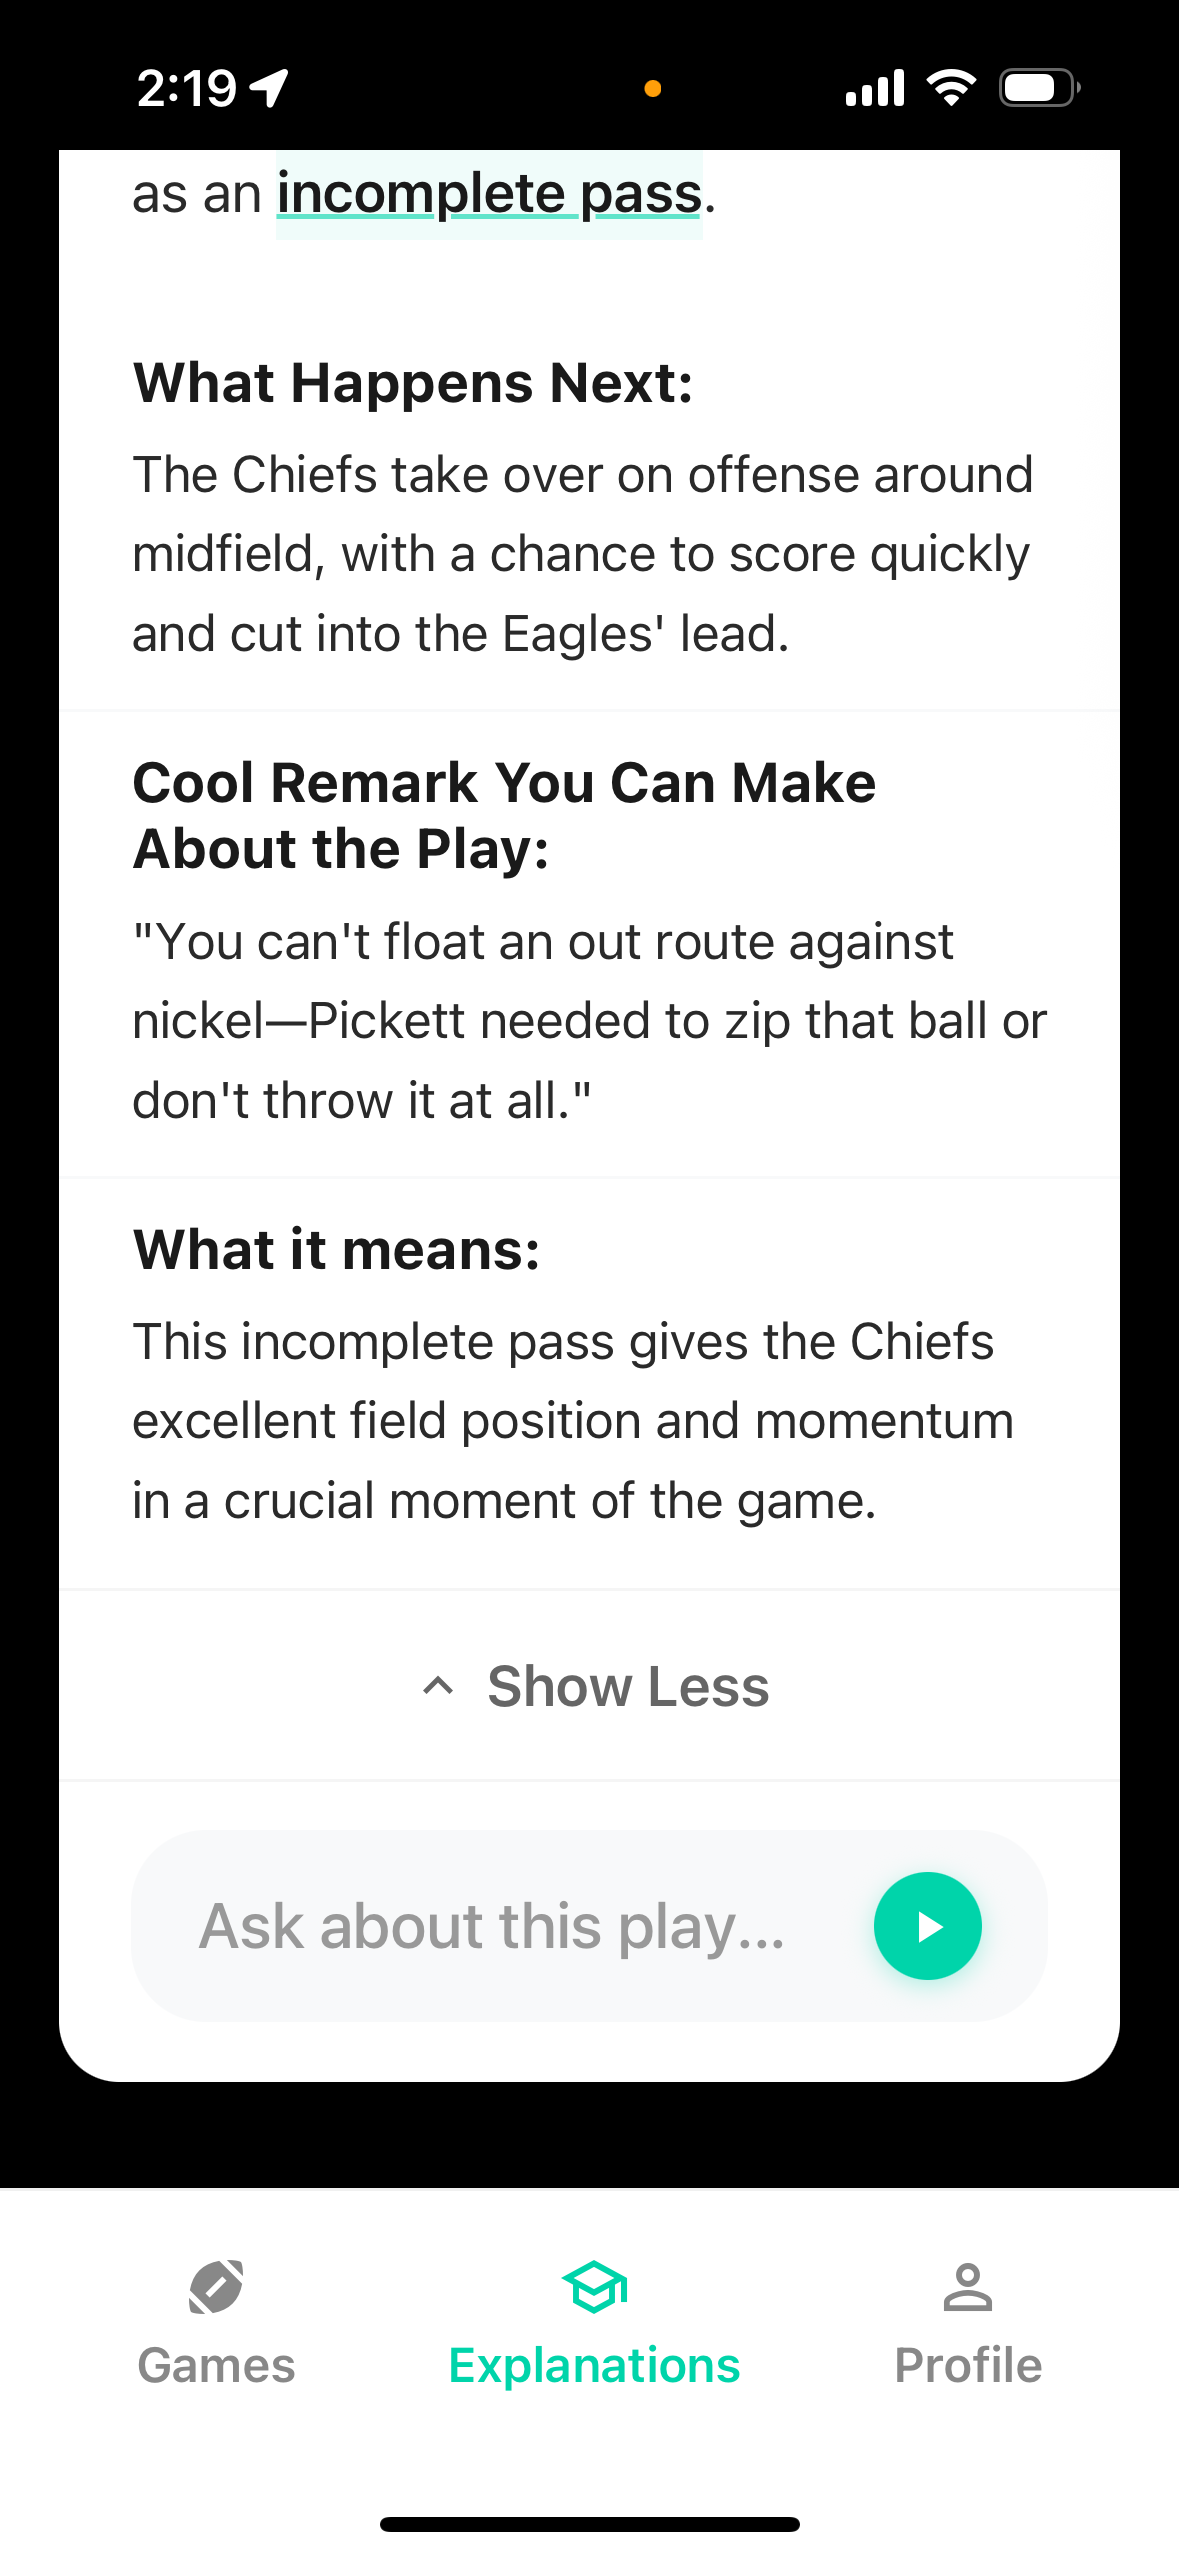 2:19
as an incomplete pass.
What Happens Next:
The Chiefs take over on offense around
midfield, with a chance to score quickly
and cut into the Eagles' lead.
Cool Remark You Can Make
About the Play:
"You can't float an out route against
nickel—Pickett needed to zip that ball or
don't throw it at all."
What it means:
This incomplete pass gives the Chiefs
excellent field position and momentum
in a crucial moment of the game.
Show Less
Ask about this play...
Games
Explanations
Profile